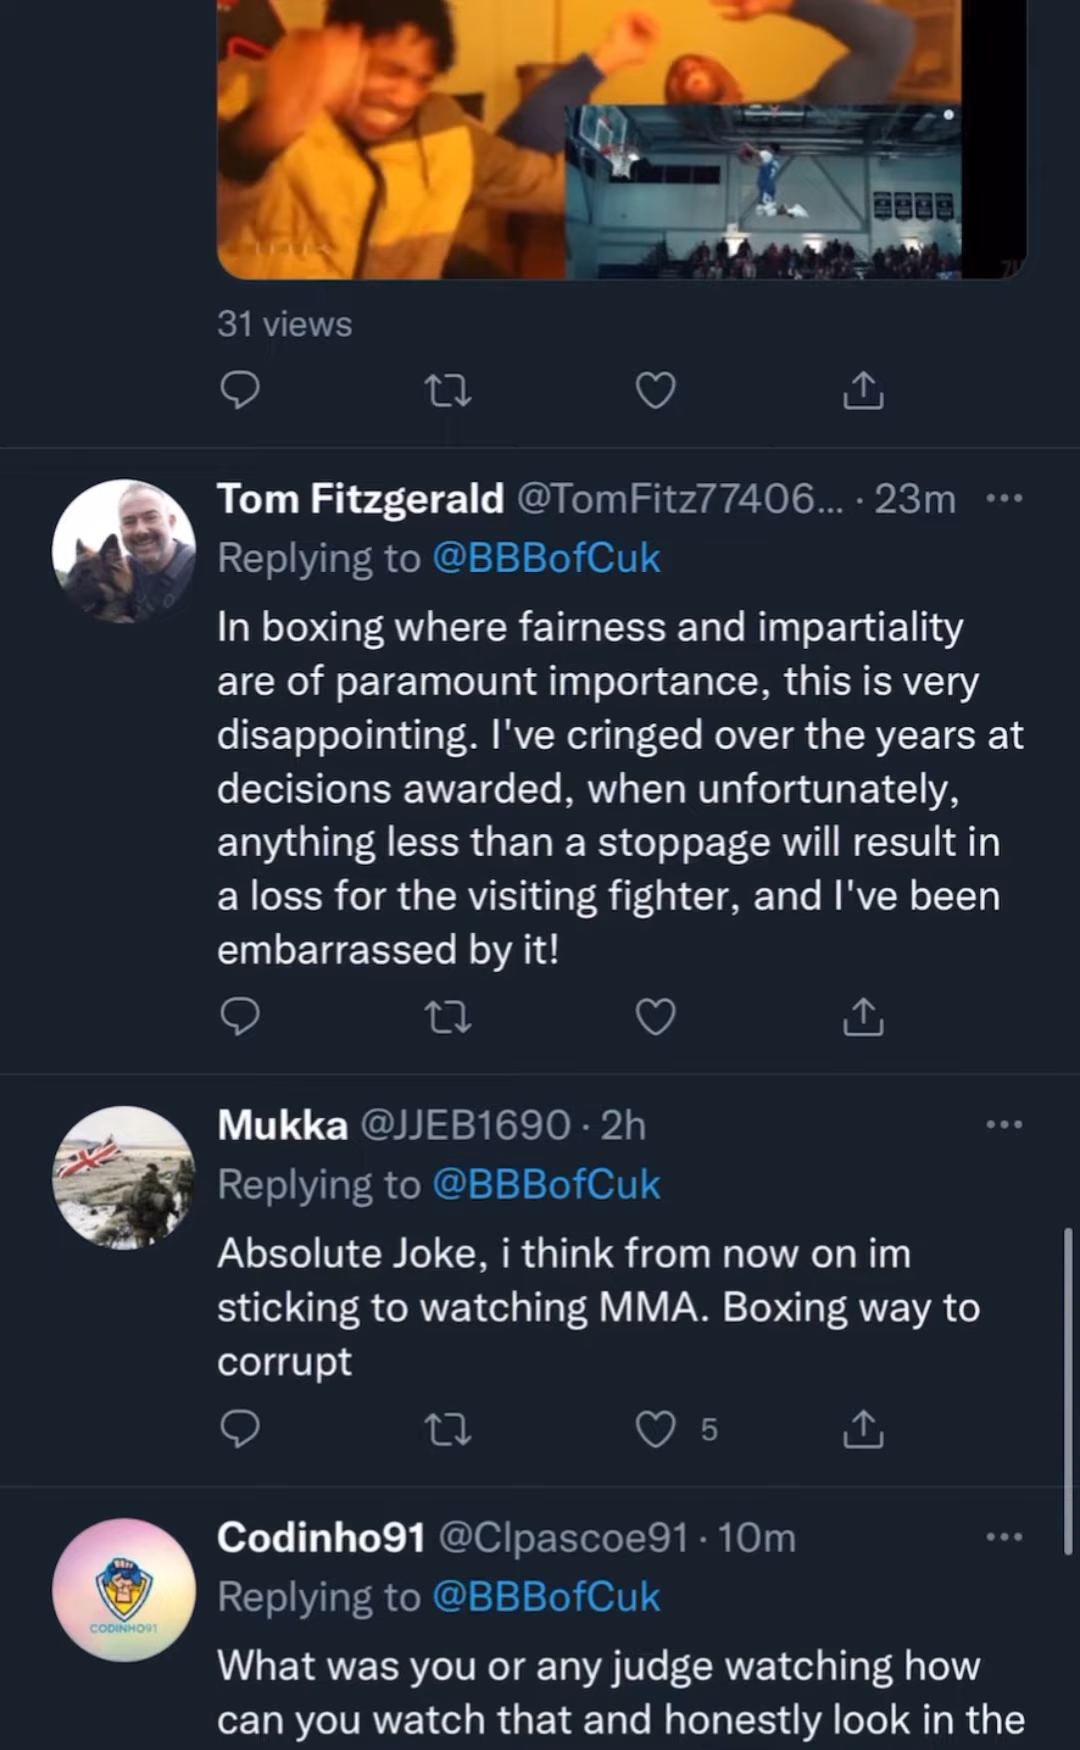 31 views
Tom Fitzgerald @TomFitz77406... · 23m
Replying to @BBBofCuk
In boxing where fairness and impartiality
are of paramount importance, this is very
disappointing. I've cringed over the years at
decisions awarded, when unfortunately,
anything less than a stoppage will result in
a loss for the visiting fighter, and I've been
embarrassed by it!
Mukka @JJEB1690 · 2h
Replying to @BBBofCuk
Absolute Joke, i think from now on im
sticking to watching MMA. Boxing way to
corrupt
5
Codinho91 @Clpascoe91 · 10m
Replying to @BBBofCuk
CODINHO91
What was you or any judge watching how
can you watch that and honestly look in the